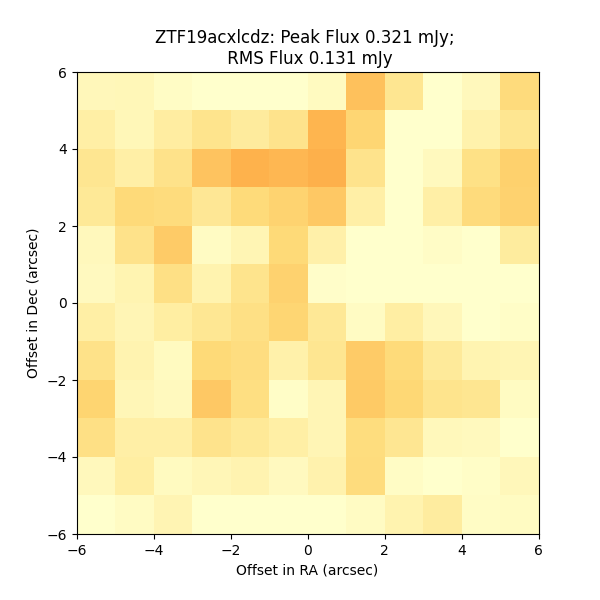 ZTF19acxlcdz: Peak Flux 0.321 mJy;
RMS Flux 0.131 mJy
6
4
2
0
−2
−4
−6
Offset in Dec (arcsec)
−6 −4 −2 0 2 4 6
Offset in RA (arcsec)